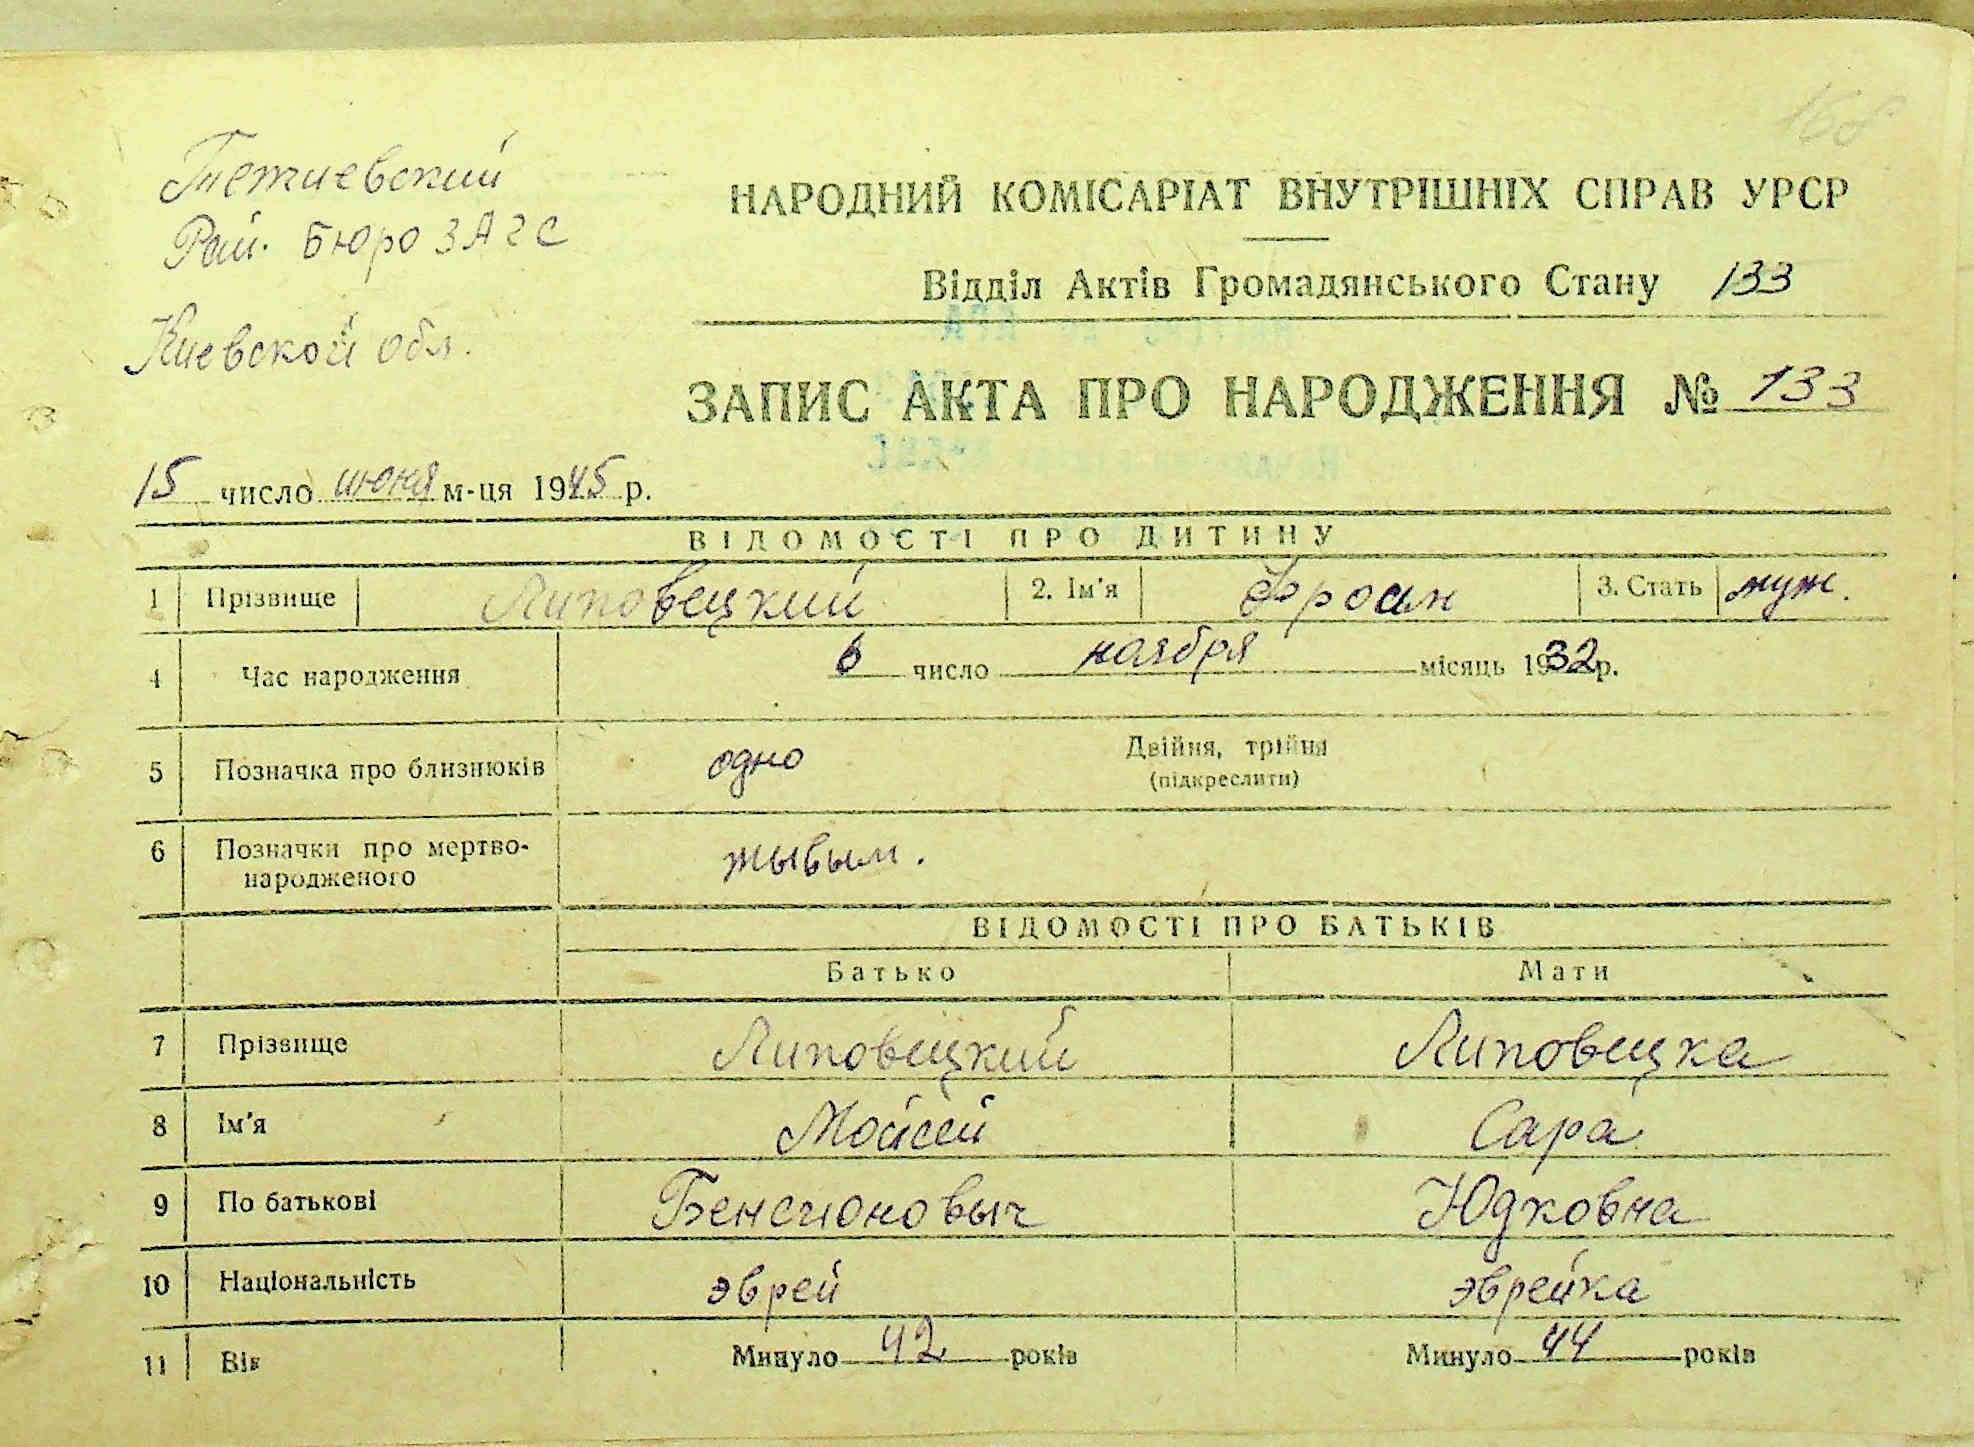 168
Тетиевский
Рай. Бюро ЗАГС
Киевской обл.
НАРОДНИЙ КОМІСАРІАТ ВНУТРІШНІХ СПРАВ УРСР
Відділ Актів Громадянського Стану 133
ЗАПИС АКТА ПРО НАРОДЖЕННЯ № 133
15 число июня м-ця 1945 р.
ВІДОМОСТІ ПРО ДИТИНУ
1 Прізвище Липовецкий 2. Ім'я Фроан 3. Стать муж.
4 Час народження 6 число ноября місяць 1932 р.
5 Позначка про близнюків одно Двійня, трійня
(підкреслити)
6 Позначки про мертво-
народженого жывым.
ВІДОМОСТІ ПРО БАТЬКІВ
Батько Мати
7 Прізвище Липовецкий Липовецка
8 Ім'я Мойсей Сара
9 По батькові Бенсионовыч Юдковна
10 Національність эврей эврейка
11 Вік Минуло 42 років Минуло 44 років